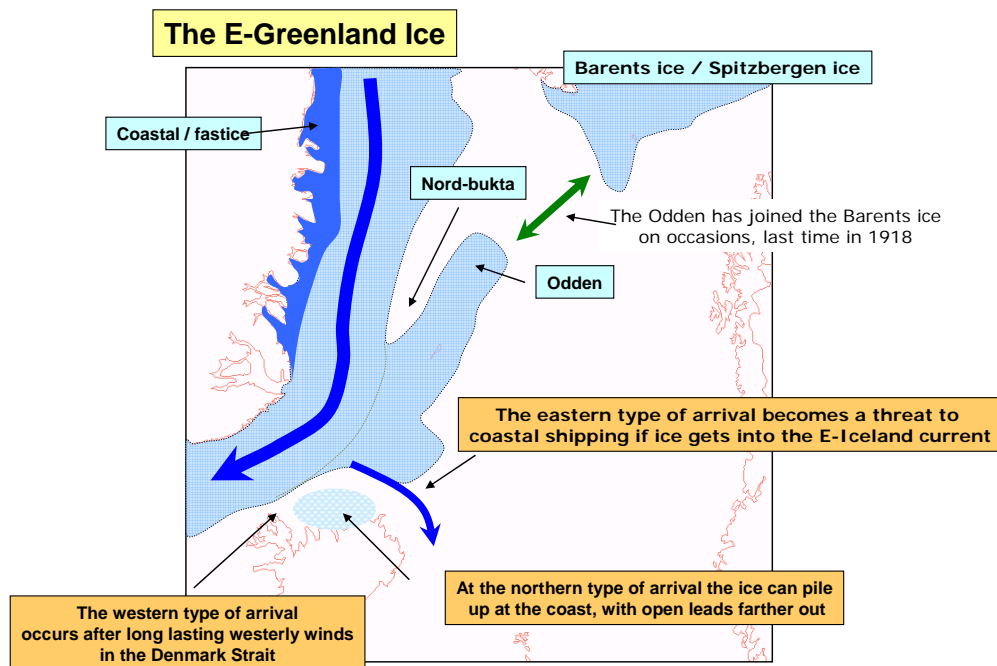 The E-Greenland Ice
Barents ice / Spitzbergen ice
Coastal / fastice
Nord-bukta
The Odden has joined the Barents ice
on occasions, last time in 1918
Odden
The eastern type of arrival becomes a threat to
coastal shipping if ice gets into the E-Iceland current
At the northern type of arrival the ice can pile
up at the coast, with open leads farther out
The western type of arrival
occurs after long lasting westerly winds
in the Denmark Strait